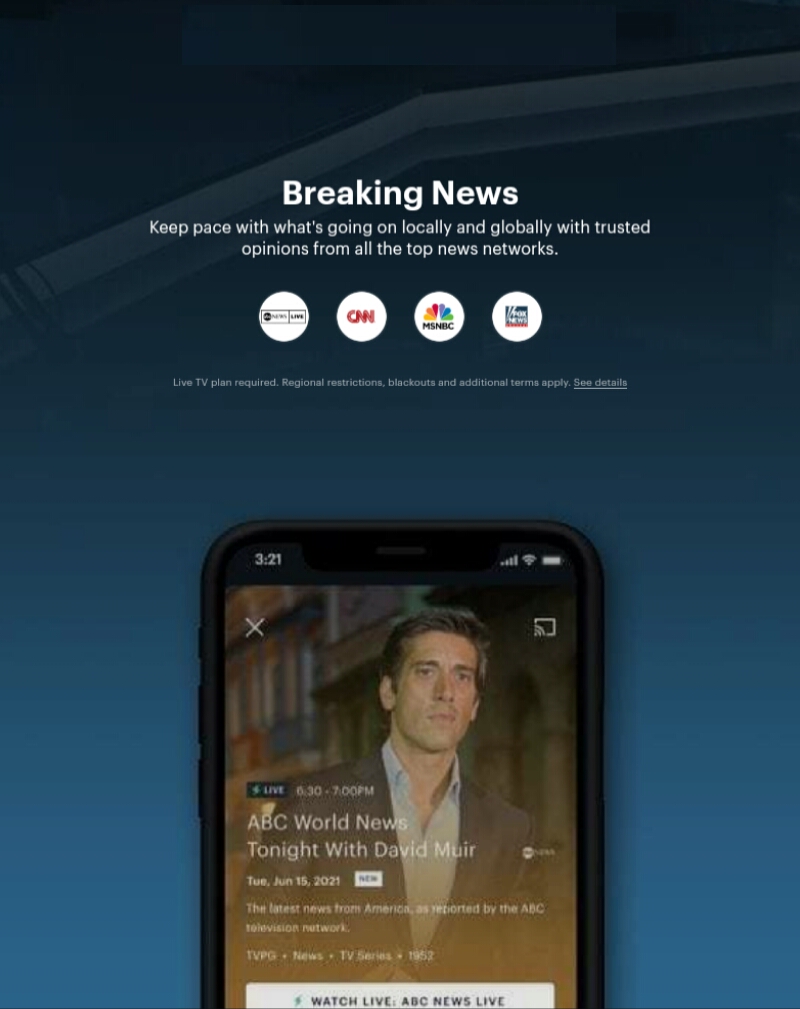 Breaking News
Keep pace with what's going on locally and globally with trusted
opinions from all the top news networks.
abc NEWS LIVE
CNN
MSNBC
FOX
NEWS
Live TV plan required. Regional restrictions, blackouts and additional terms apply. See details
3:21
LIVE 6:30 - 7:00PM
ABC World News
Tonight With David Muir
abc NEWS
Tue, Jun 15, 2021 NEW
The latest news from America, as reported by the ABC
television network.
TVPG • News • TV Series • 1952
WATCH LIVE: ABC NEWS LIVE